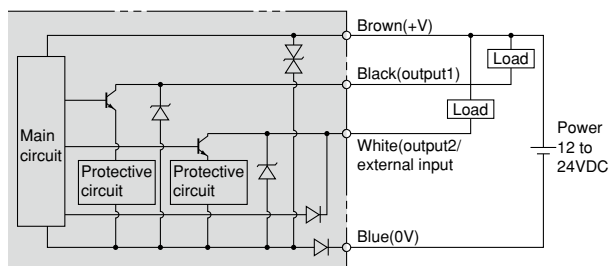 Brown(+V)
Load
Black(output1)
Load
Main
circuit
White(output2/
external input
Power
12 to
24VDC
Protective
circuit
Protective
circuit
Blue(0V)